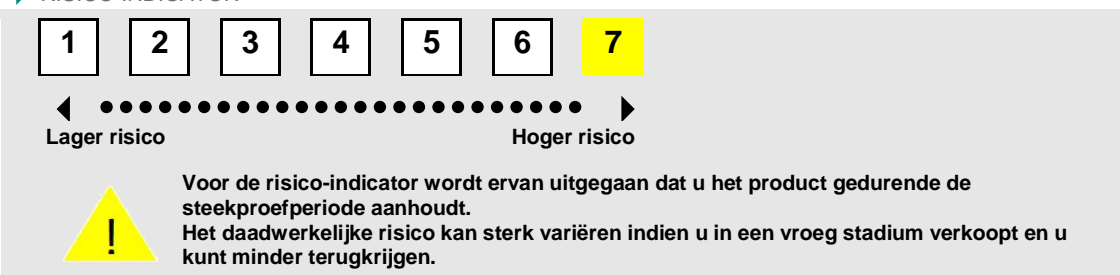 RISICO-INDICATOR
1 2 3 4 5 6 7
Lager risico Hoger risico
Voor de risico-indicator wordt ervan uitgegaan dat u het product gedurende de
steekproefperiode aanhoudt.
Het daadwerkelijke risico kan sterk variëren indien u in een vroeg stadium verkoopt en u
kunt minder terugkrijgen.
!